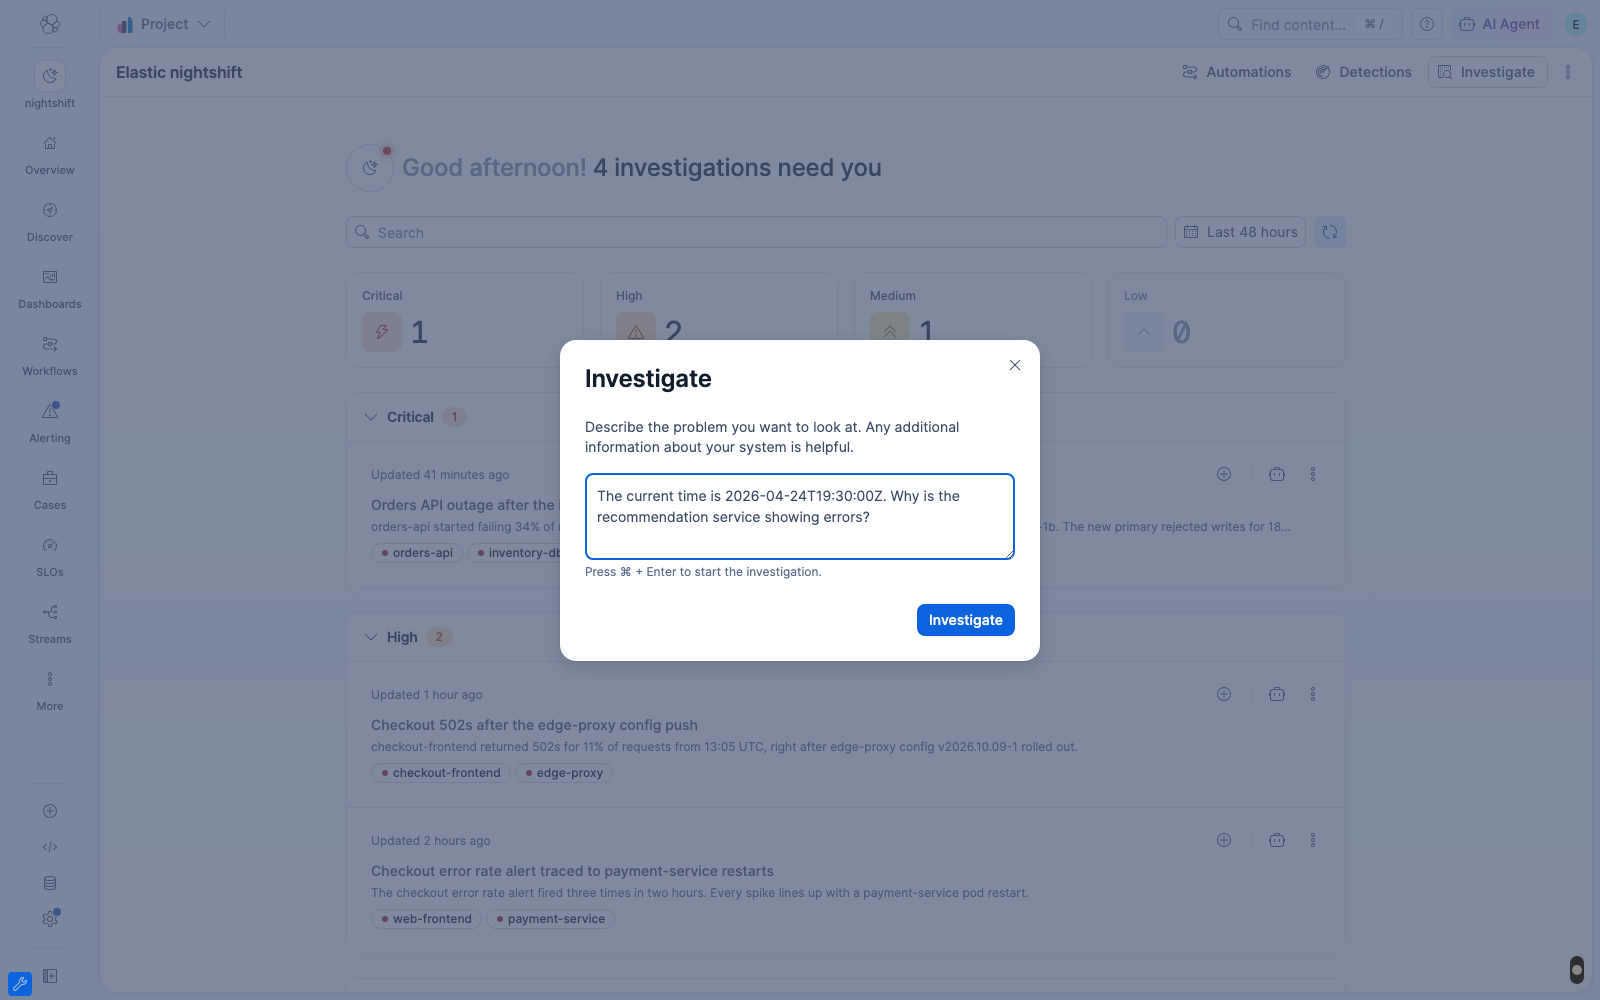 Project
Find content...
⌘ /
AI Agent
E
Elastic nightshift
Automations
Detections
Investigate
nightshift
Overview
Discover
Dashboards
Workflows
Alerting
Cases
SLOs
Streams
More
Good afternoon! 4 investigations need you
Search
Last 48 hours
Critical
1
High
2
Medium
1
Low
0
Critical
1
Updated 41 minutes ago
Orders API outage after the
orders-api started failing 34% of
-1b. The new primary rejected writes for 18...
orders-api
inventory-db
Investigate
Describe the problem you want to look at. Any additional
information about your system is helpful.
The current time is 2026-04-24T19:30:00Z. Why is the
recommendation service showing errors?
Press ⌘ + Enter to start the investigation.
Investigate
High
2
Updated 1 hour ago
Checkout 502s after the edge-proxy config push
checkout-frontend returned 502s for 11% of requests from 13:05 UTC, right after edge-proxy config v2026.10.09-1 rolled out.
checkout-frontend
edge-proxy
Updated 2 hours ago
Checkout error rate alert traced to payment-service restarts
The checkout error rate alert fired three times in two hours. Every spike lines up with a payment-service pod restart.
web-frontend
payment-service